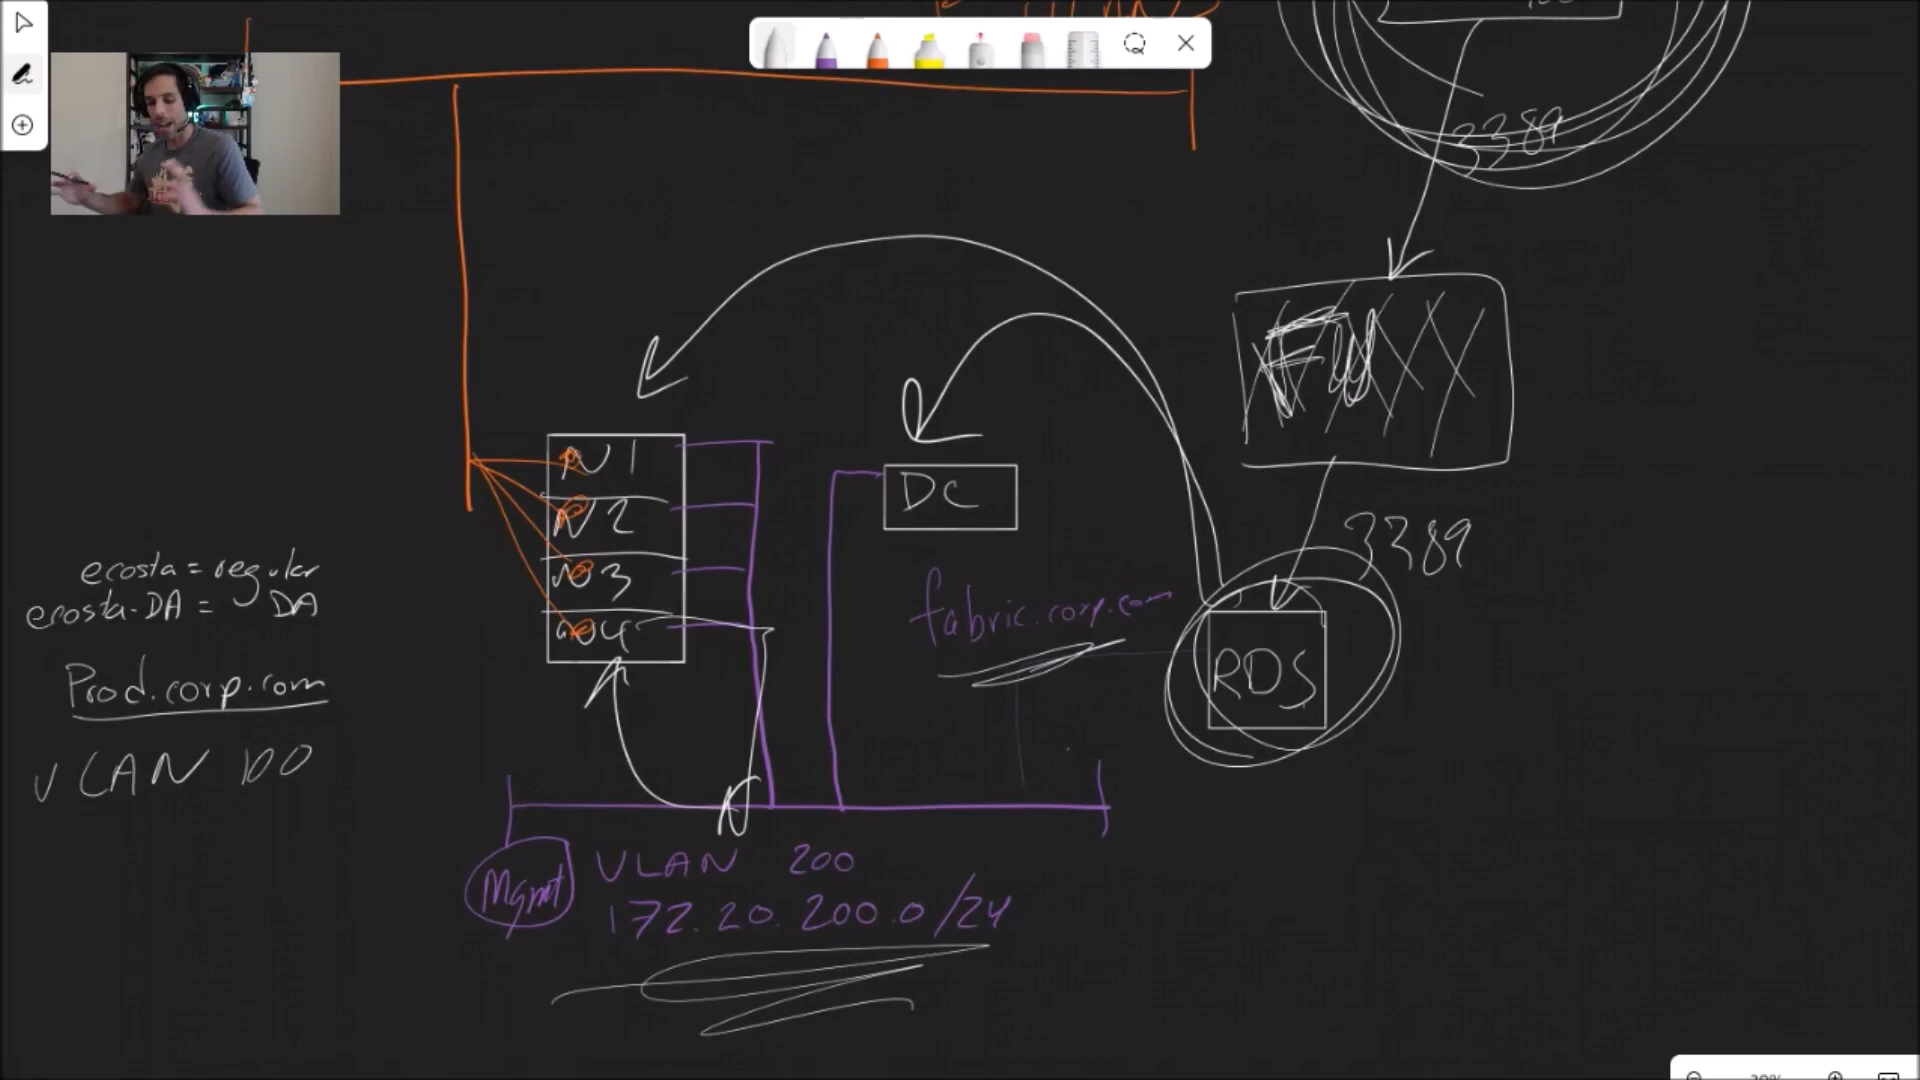 3389
FW
N1
N2
DC
N3
3389
ecosta = regular
ecosta-DA = DA
fabric.corp.com
N4
RDS
Prod.corp.com
VLAN 100
Mgmt
VLAN 200
172.20.200.0/24